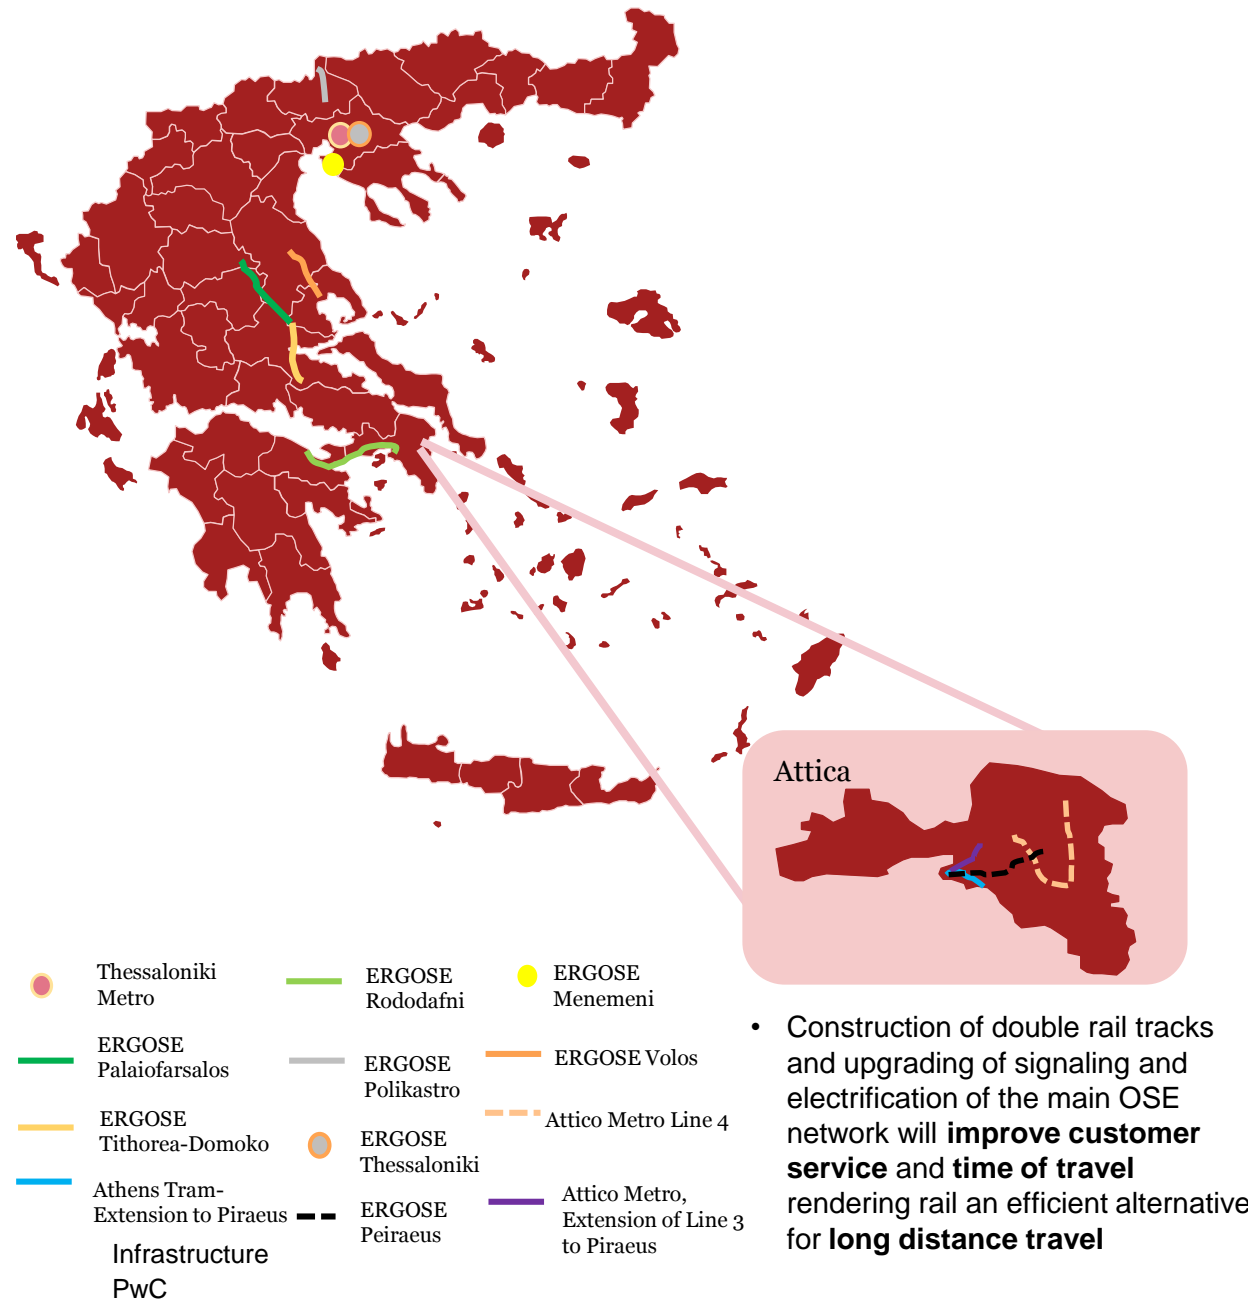 Attica
Thessaloniki
Metro
ERGOSE
Rododafni
ERGOSE
Menemeni
ERGOSE
Palaiofarsalos
ERGOSE
Polikastro
ERGOSE Volos
ERGOSE
Tithorea-Domoko
ERGOSE
Thessaloniki
Attico Metro Line 4
Athens Tram-
Extension to Piraeus
ERGOSE
Peiraeus
Attico Metro,
Extension of Line 3
to Piraeus
• Construction of double rail tracks
and upgrading of signaling and
electrification of the main OSE
network will improve customer
service and time of travel
rendering rail an efficient alternative
for long distance travel
Infrastructure
PwC